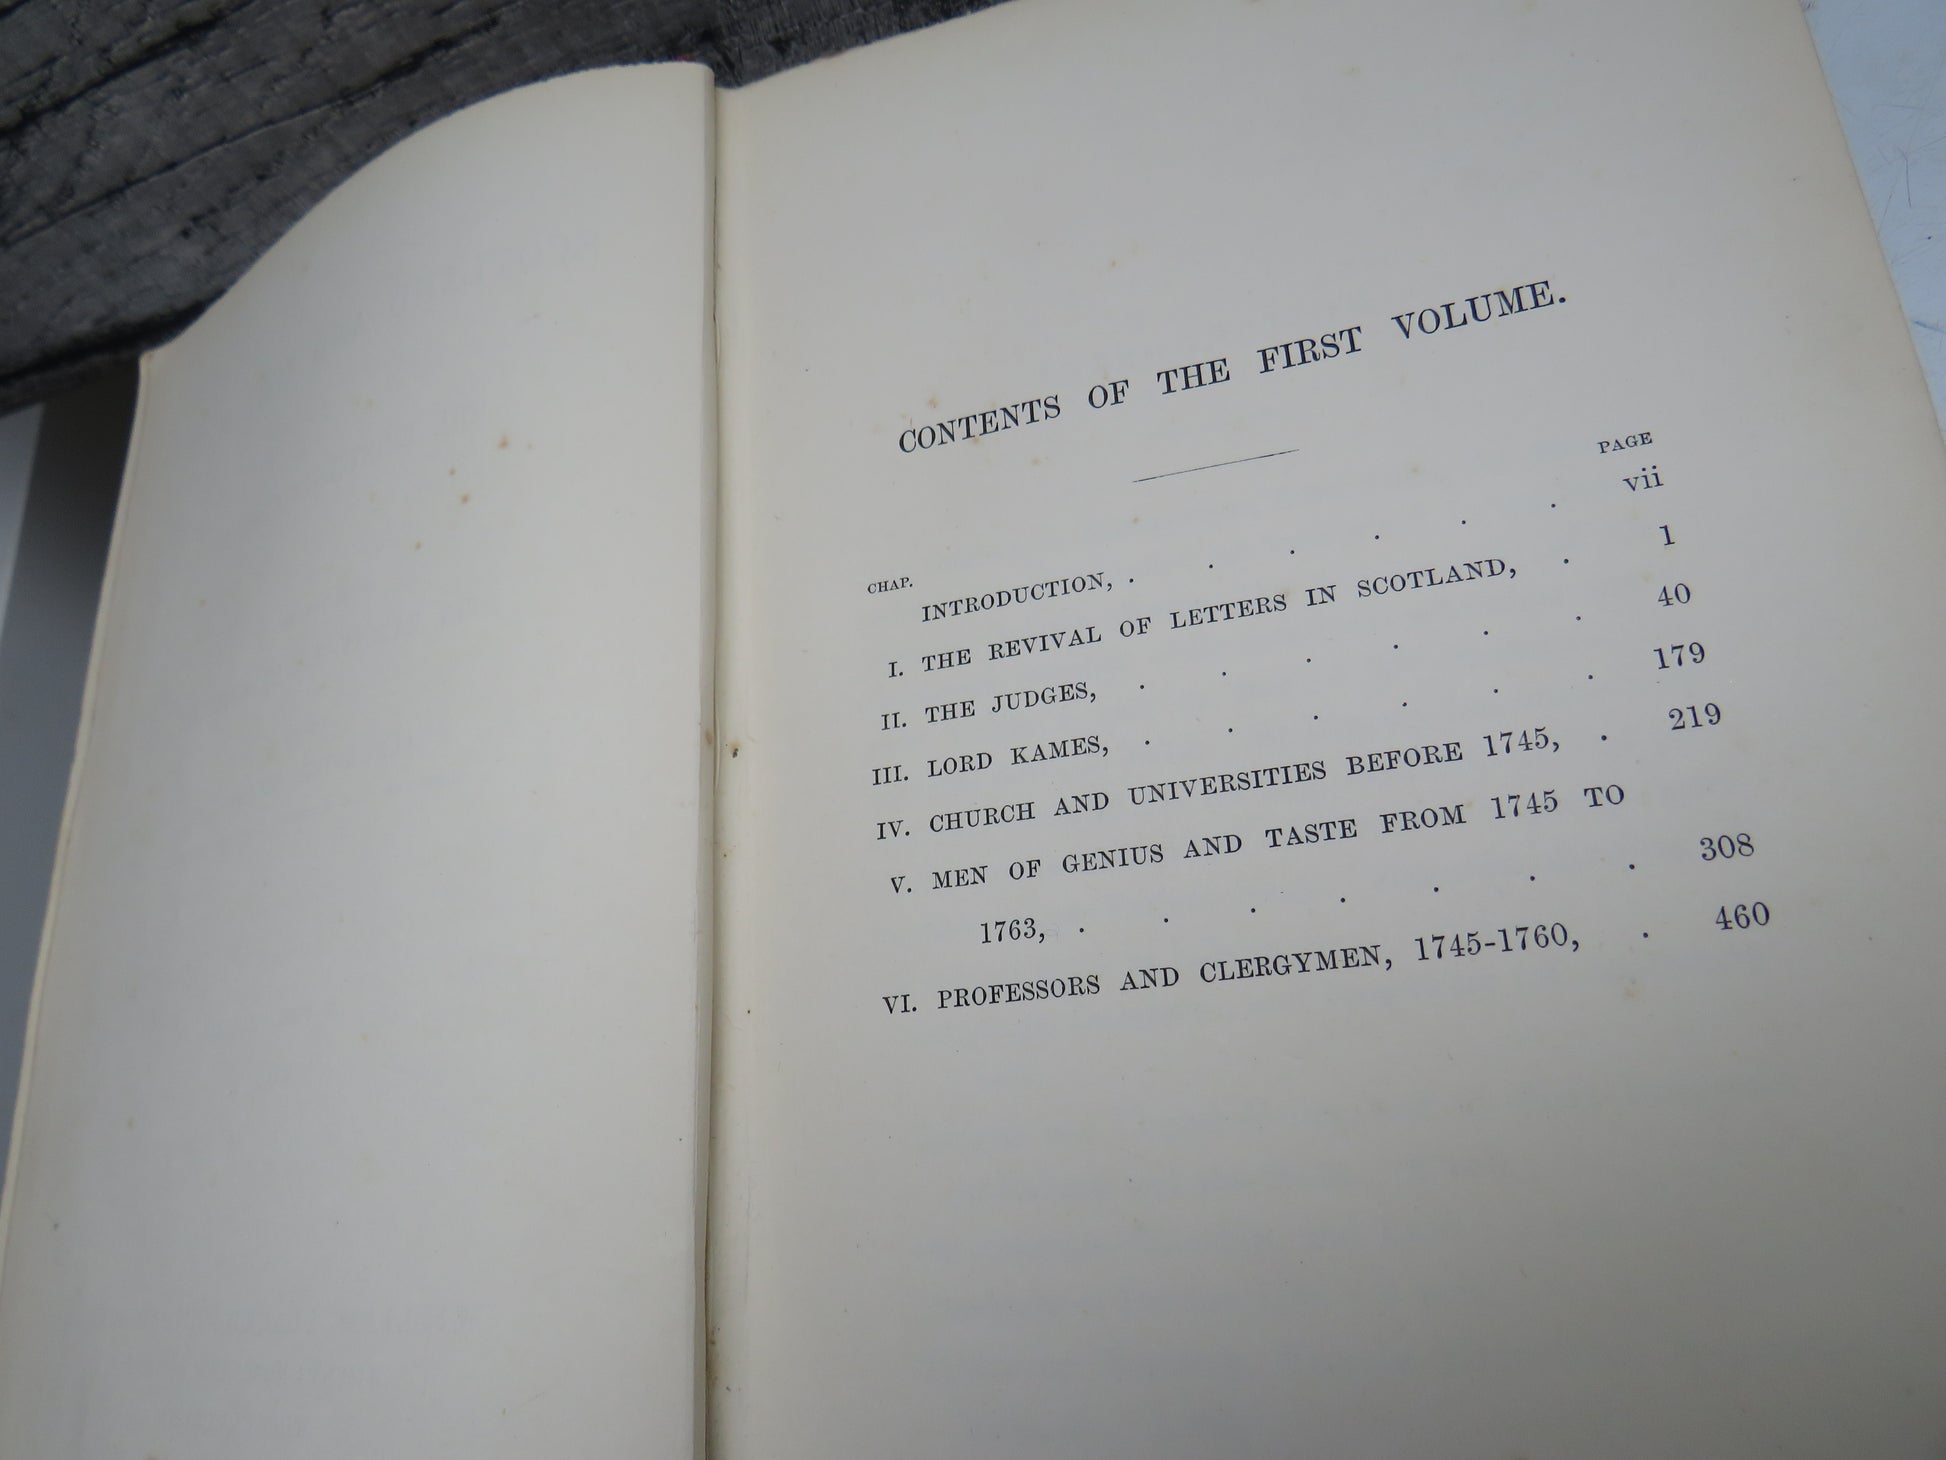 CONTENTS OF THE FIRST VOLUME.
CHAP. PAGE
INTRODUCTION, . . . . . . vii
I. THE REVIVAL OF LETTERS IN SCOTLAND, . 1
II. THE JUDGES, . . . . . . 40
III. LORD KAMES, . . . . . . 179
IV. CHURCH AND UNIVERSITIES BEFORE 1745, . 219
V. MEN OF GENIUS AND TASTE FROM 1745 TO
1763, . . . . . . . 308
VI. PROFESSORS AND CLERGYMEN, 1745-1760, . 460